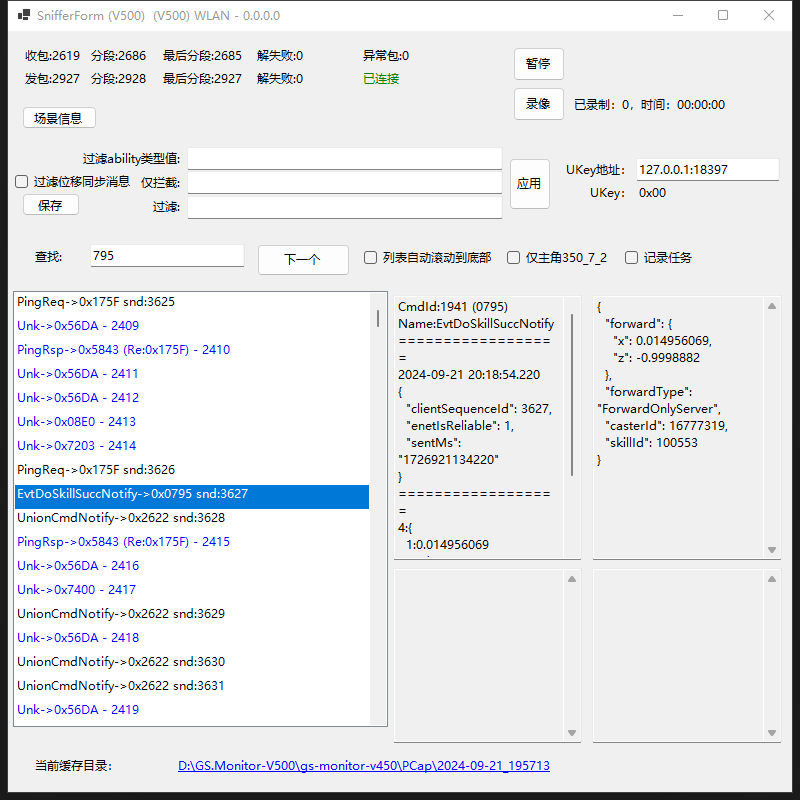 SnifferForm (V500)  (V500) WLAN - 0.0.0.0
收包:2619 分段:2686 最后分段:2685 解失败:0 异常包:0
发包:2927 分段:2928 最后分段:2927 解失败:0 已连接
暂停
录像 已录制：0，时间：00:00:00
场景信息
过滤ability类型值:
过滤位移同步消息 仅拦截:
保存 过滤:
应用
UKey地址: 127.0.0.1:18397
UKey: 0x00
查找: 795 下一个 列表自动滚动到底部 仅主角350_7_2 记录任务
PingReq->0x175F snd:3625
Unk->0x56DA - 2409
PingRsp->0x5843 (Re:0x175F) - 2410
Unk->0x56DA - 2411
Unk->0x56DA - 2412
Unk->0x08E0 - 2413
Unk->0x7203 - 2414
PingReq->0x175F snd:3626
EvtDoSkillSuccNotify->0x0795 snd:3627
UnionCmdNotify->0x2622 snd:3628
PingRsp->0x5843 (Re:0x175F) - 2415
Unk->0x56DA - 2416
Unk->0x7400 - 2417
UnionCmdNotify->0x2622 snd:3629
Unk->0x56DA - 2418
UnionCmdNotify->0x2622 snd:3630
UnionCmdNotify->0x2622 snd:3631
Unk->0x56DA - 2419
CmdId:1941 (0795)
Name:EvtDoSkillSuccNotify
=================
=
2024-09-21 20:18:54.220
{
"clientSequenceId": 3627,
"enetIsReliable": 1,
"sentMs":
"1726921134220"
}
=================
=
4:{
1:0.014956069
{
"forward": {
"x": 0.014956069,
"z": -0.9998882
},
"forwardType":
"ForwardOnlyServer",
"casterId": 16777319,
"skillId": 100553
}
当前缓存目录: D:\GS.Monitor-V500\gs-monitor-v450\PCap\2024-09-21_195713